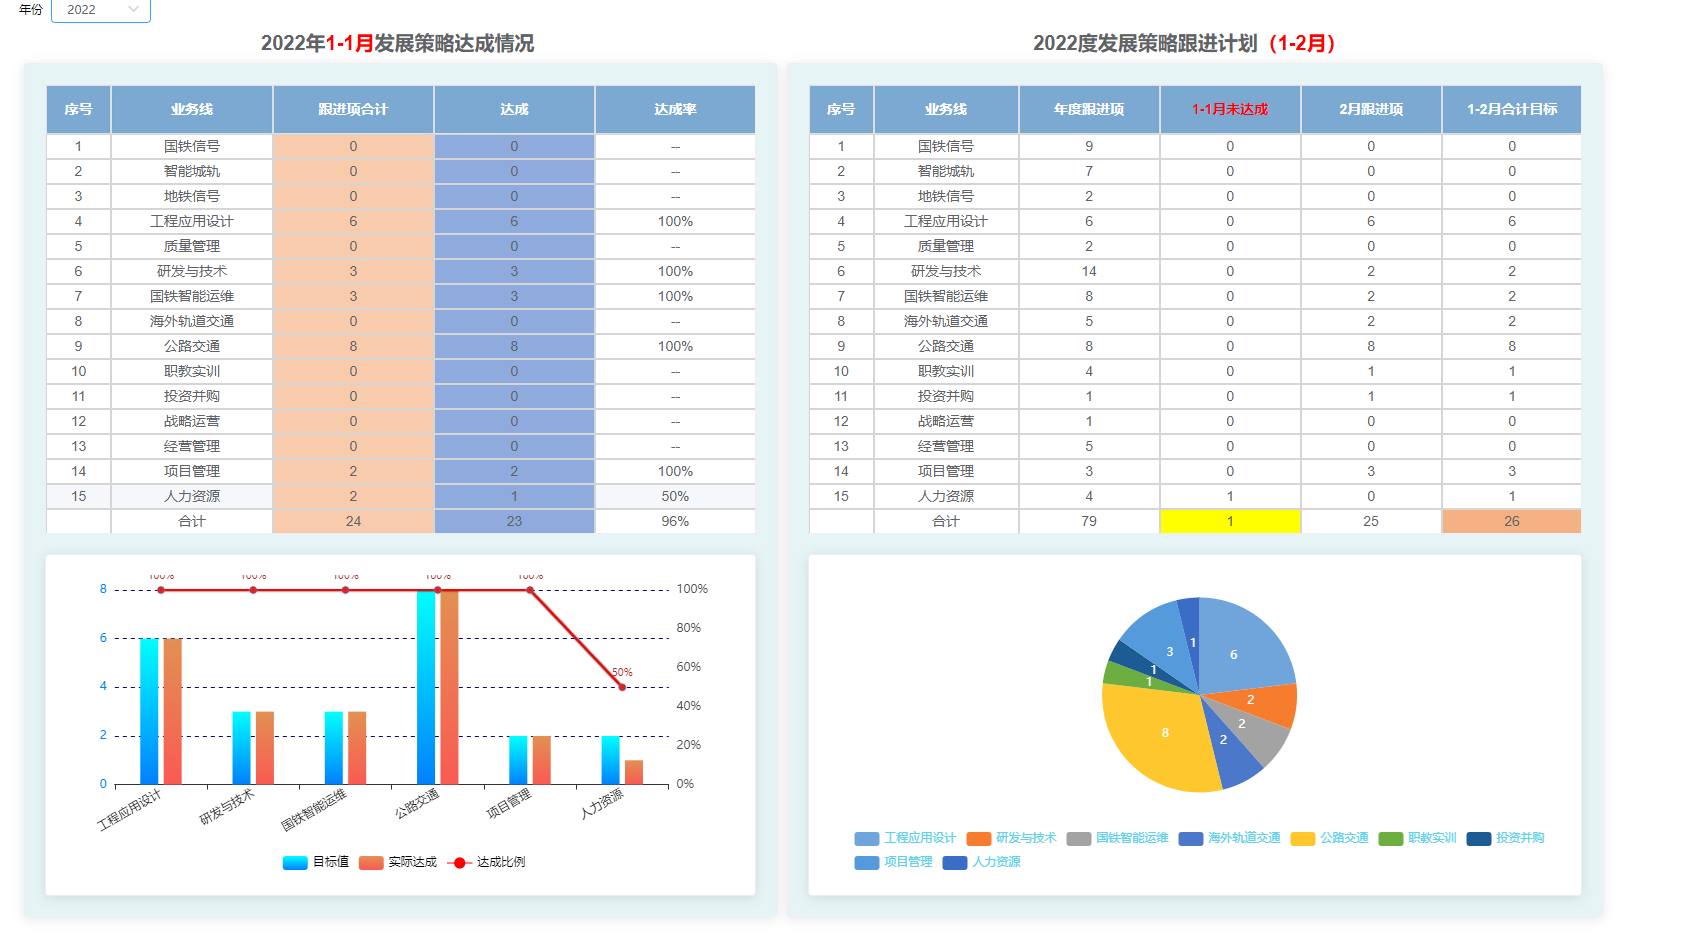 年份 2022
2022年1-1月发展策略达成情况
序号 业务线 跟进项合计 达成 达成率
1 国铁信号 0 0 --
2 智能城轨 0 0 --
3 地铁信号 0 0 --
4 工程应用设计 6 6 100%
5 质量管理 0 0 --
6 研发与技术 3 3 100%
7 国铁智能运维 3 3 100%
8 海外轨道交通 0 0 --
9 公路交通 8 8 100%
10 职教实训 0 0 --
11 投资并购 0 0 --
12 战略运营 0 0 --
13 经营管理 0 0 --
14 项目管理 2 2 100%
15 人力资源 2 1 50%
合计 24 23 96%
100% 100% 100% 100% 100%
50%
8 100%
80%
6
60%
4
40%
2
20%
0 0%
工程应用设计 研发与技术 国铁智能运维 公路交通 项目管理 人力资源
目标值 实际达成 达成比例
2022度发展策略跟进计划（1-2月）
序号 业务线 年度跟进项 1-1月未达成 2月跟进项 1-2月合计目标
1 国铁信号 9 0 0 0
2 智能城轨 7 0 0 0
3 地铁信号 2 0 0 0
4 工程应用设计 6 0 6 6
5 质量管理 2 0 0 0
6 研发与技术 14 0 2 2
7 国铁智能运维 8 0 2 2
8 海外轨道交通 5 0 2 2
9 公路交通 8 0 8 8
10 职教实训 4 0 1 1
11 投资并购 1 0 1 1
12 战略运营 1 0 0 0
13 经营管理 5 0 0 0
14 项目管理 3 0 3 3
15 人力资源 4 1 0 1
合计 79 1 25 26
1
3 6
1
1
2
2
8 2
工程应用设计 研发与技术 国铁智能运维 海外轨道交通 公路交通 职教实训 投资并购
项目管理 人力资源